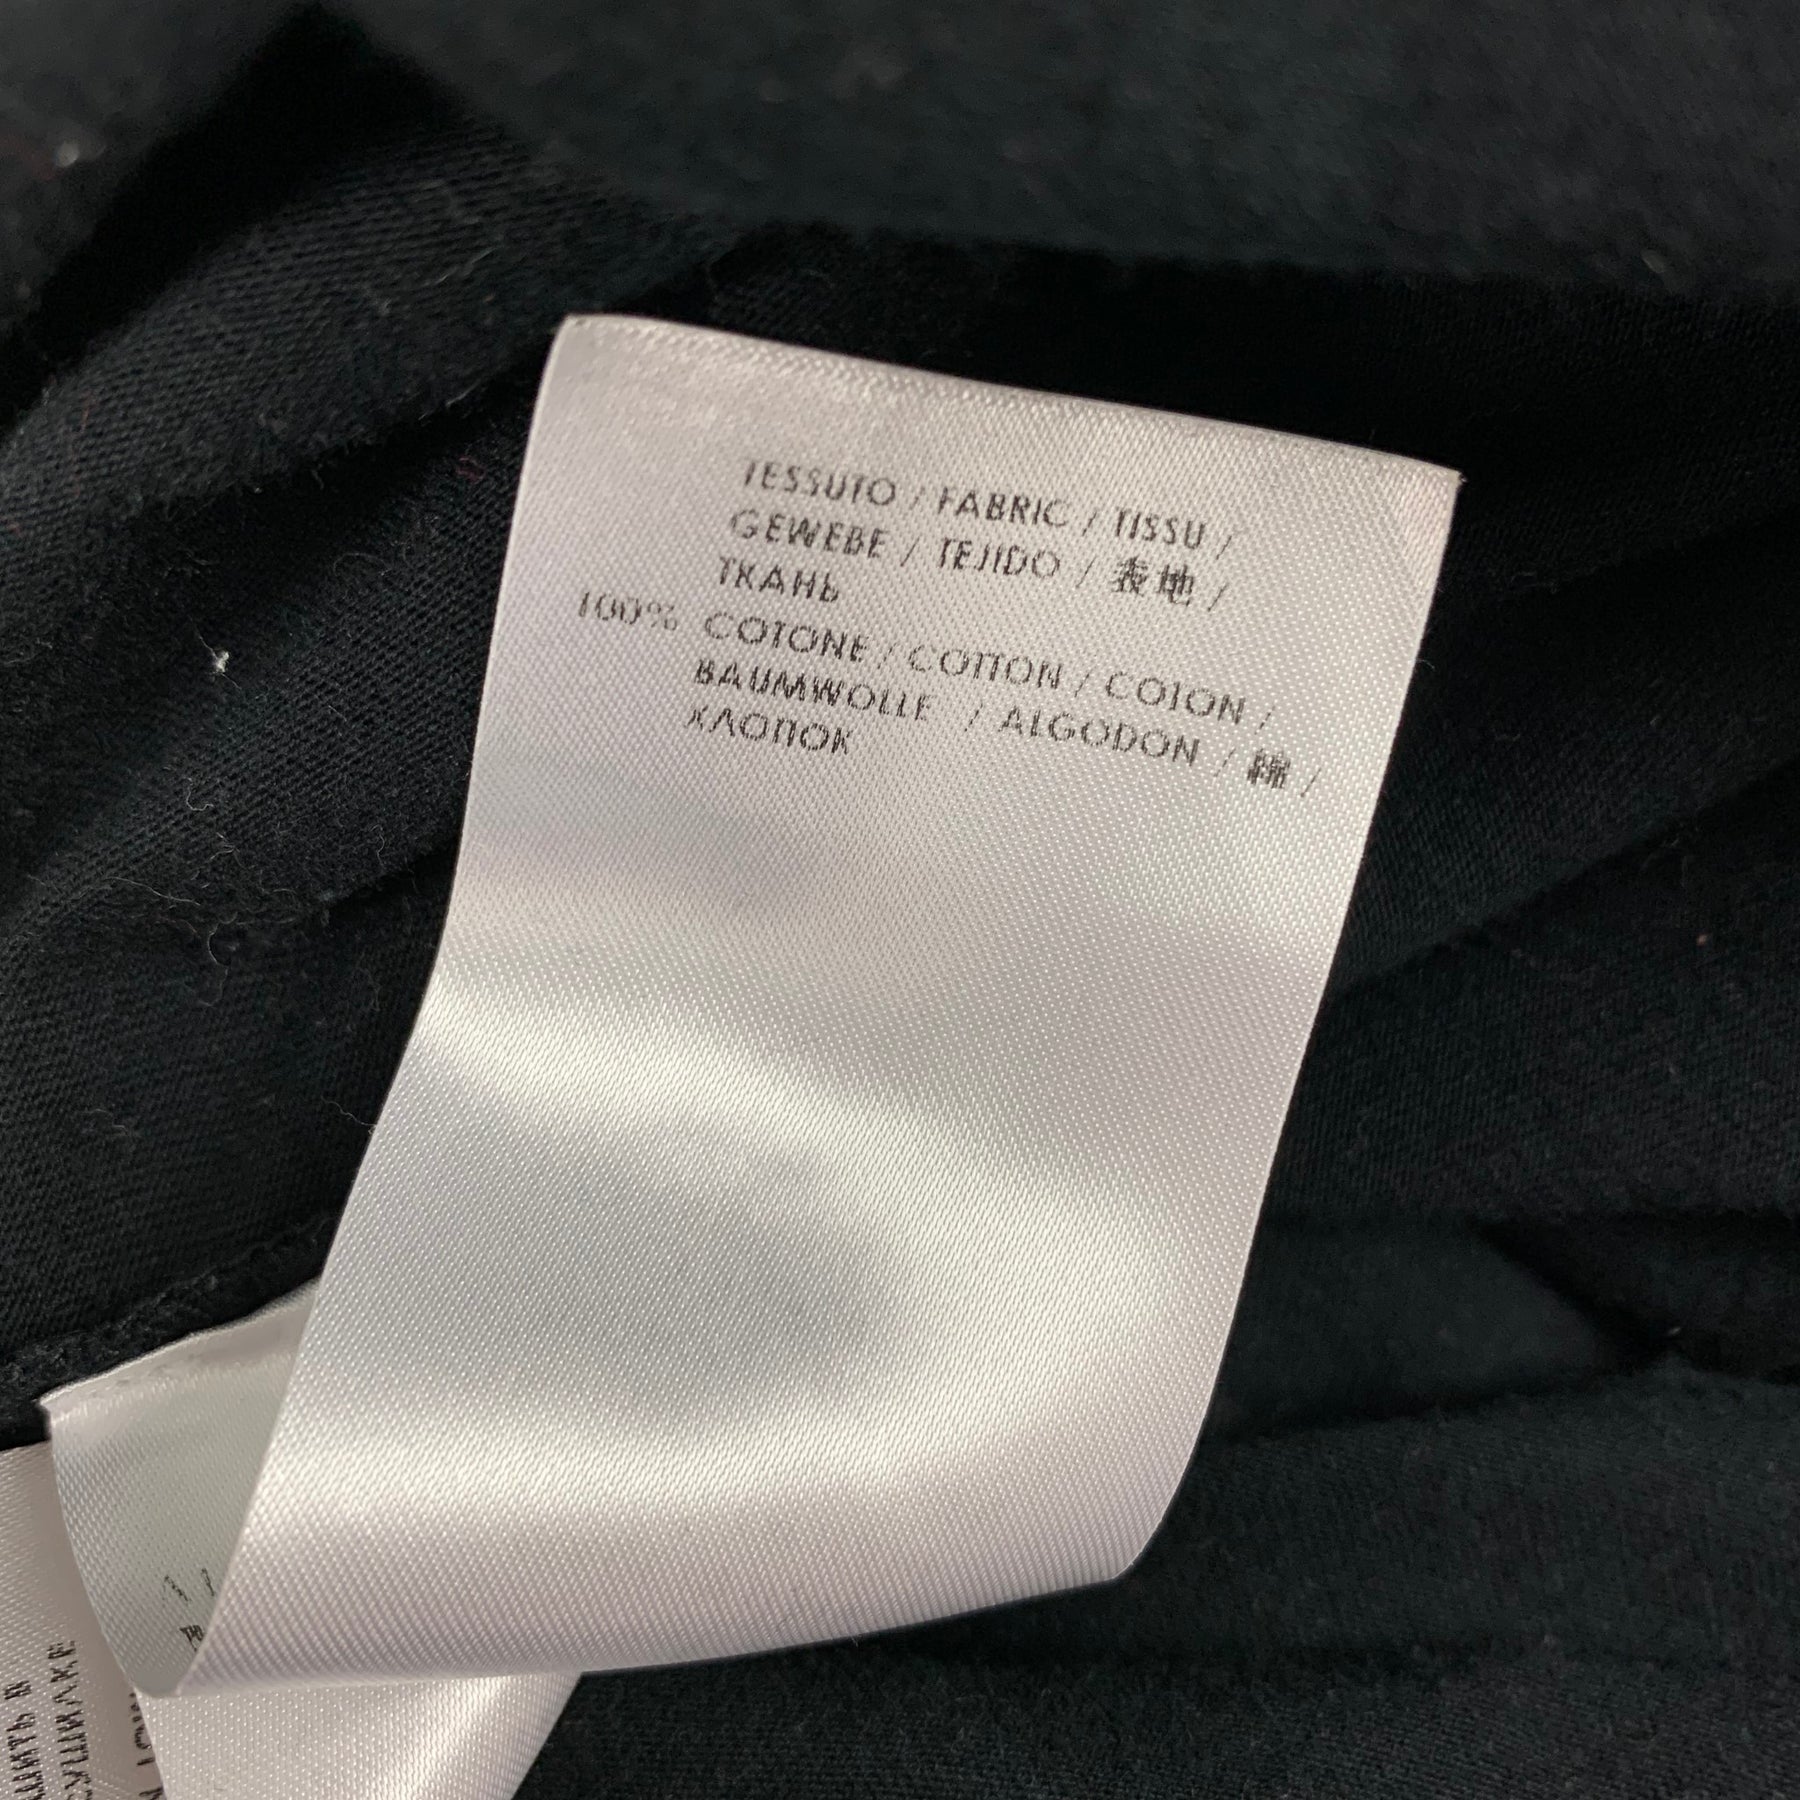 TESSUTO / FABRIC / TISSU /
GEWEBE / TEJIDO / 表地 /
ТКАНЬ
100% COTONE / COTTON / COTON /
BAUMWOLLE / ALGODON / 綿 /
ХЛОПОК